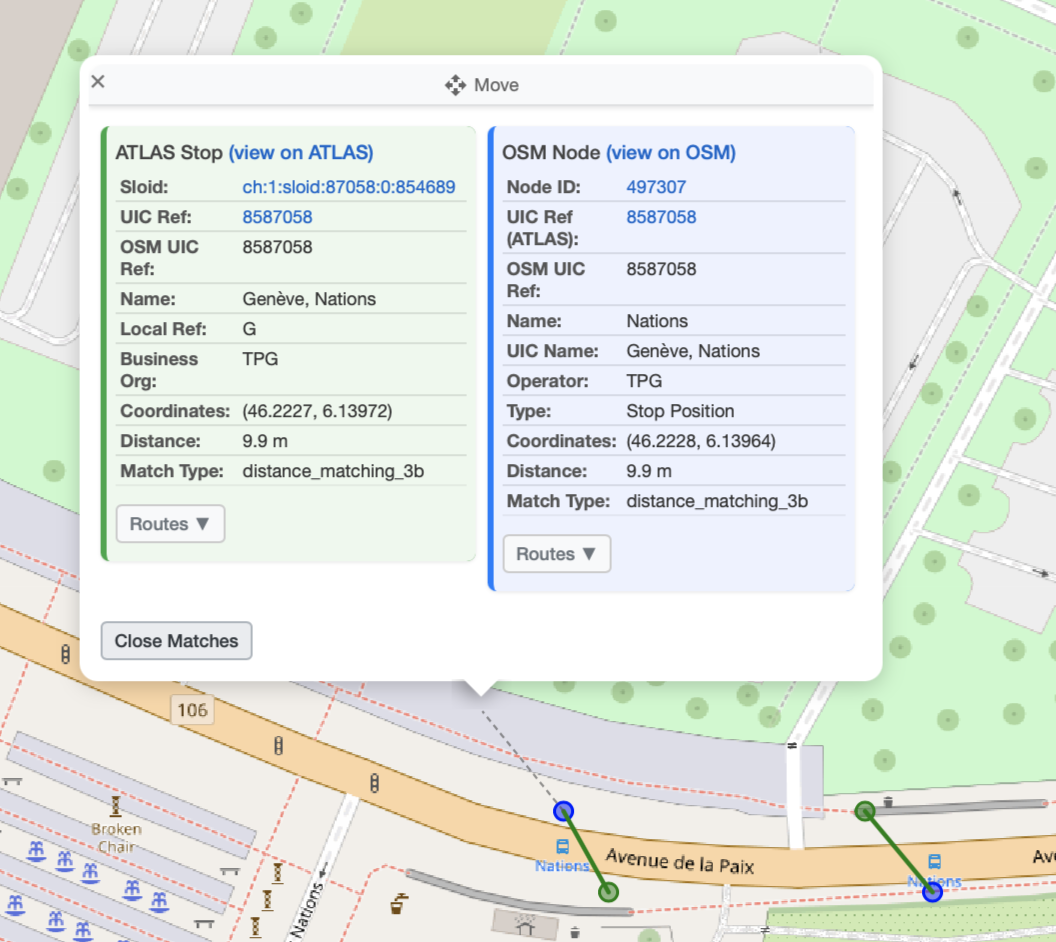 × Move
ATLAS Stop (view on ATLAS)
Sloid: ch:1:sloid:87058:0:854689
UIC Ref: 8587058
OSM UIC
Ref: 8587058
Name: Genève, Nations
Local Ref: G
Business
Org: TPG
Coordinates: (46.2227, 6.13972)
Distance: 9.9 m
Match Type: distance_matching_3b
Routes ▼
OSM Node (view on OSM)
Node ID: 497307
UIC Ref
(ATLAS): 8587058
OSM UIC
Ref: 8587058
Name: Nations
UIC Name: Genève, Nations
Operator: TPG
Type: Stop Position
Coordinates: (46.2228, 6.13964)
Distance: 9.9 m
Match Type: distance_matching_3b
Routes ▼
Close Matches
106
Broken
Chair
Nations
Nations
Avenue de la Paix
Nations
Av